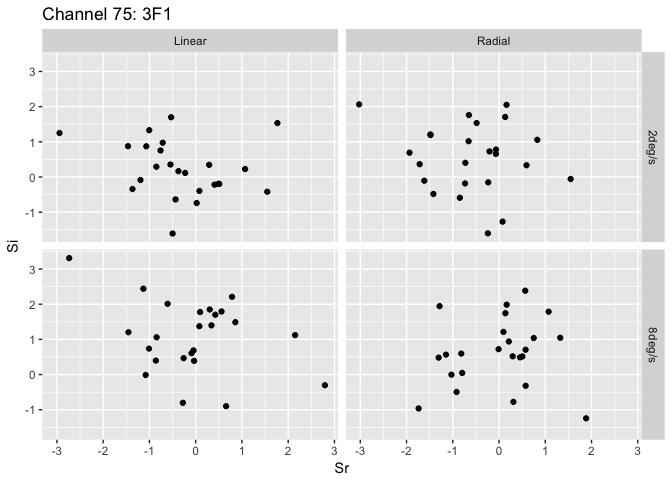 Channel 75: 3F1
Linear Radial
3
2
1
0
-1
2deg/s
Si
3
2
1
0
-1
8deg/s
-3 -2 -1 0 1 2 3 -3 -2 -1 0 1 2 3
Sr